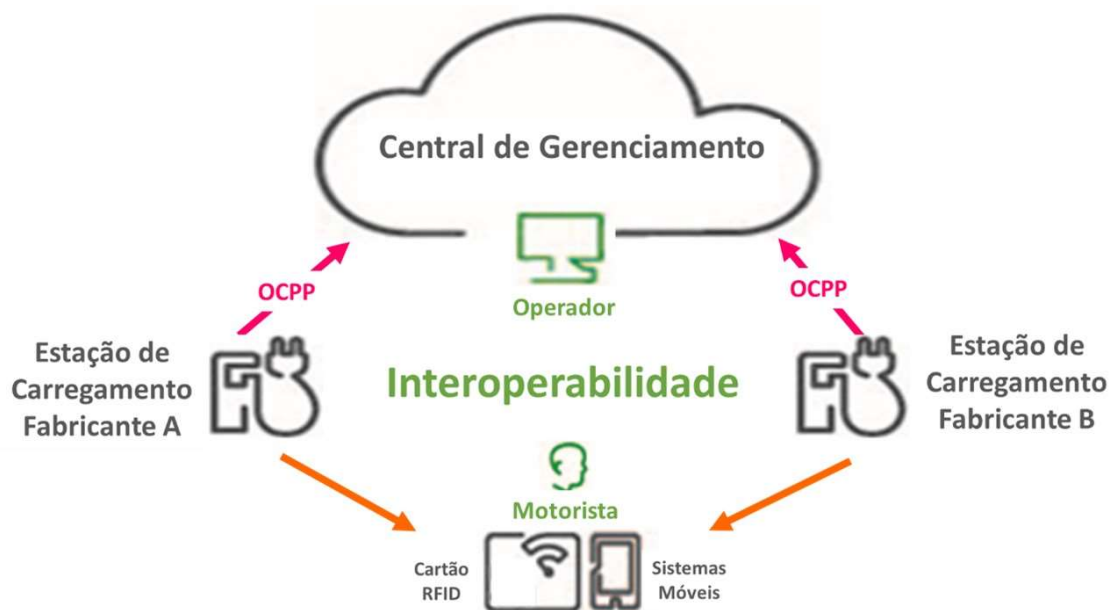 Central de Gerenciamento
Operador
OCPP
OCPP
Estação de
Carregamento
Fabricante A
Interoperabilidade
Estação de
Carregamento
Fabricante B
Motorista
Cartão
RFID
Sistemas
Móveis